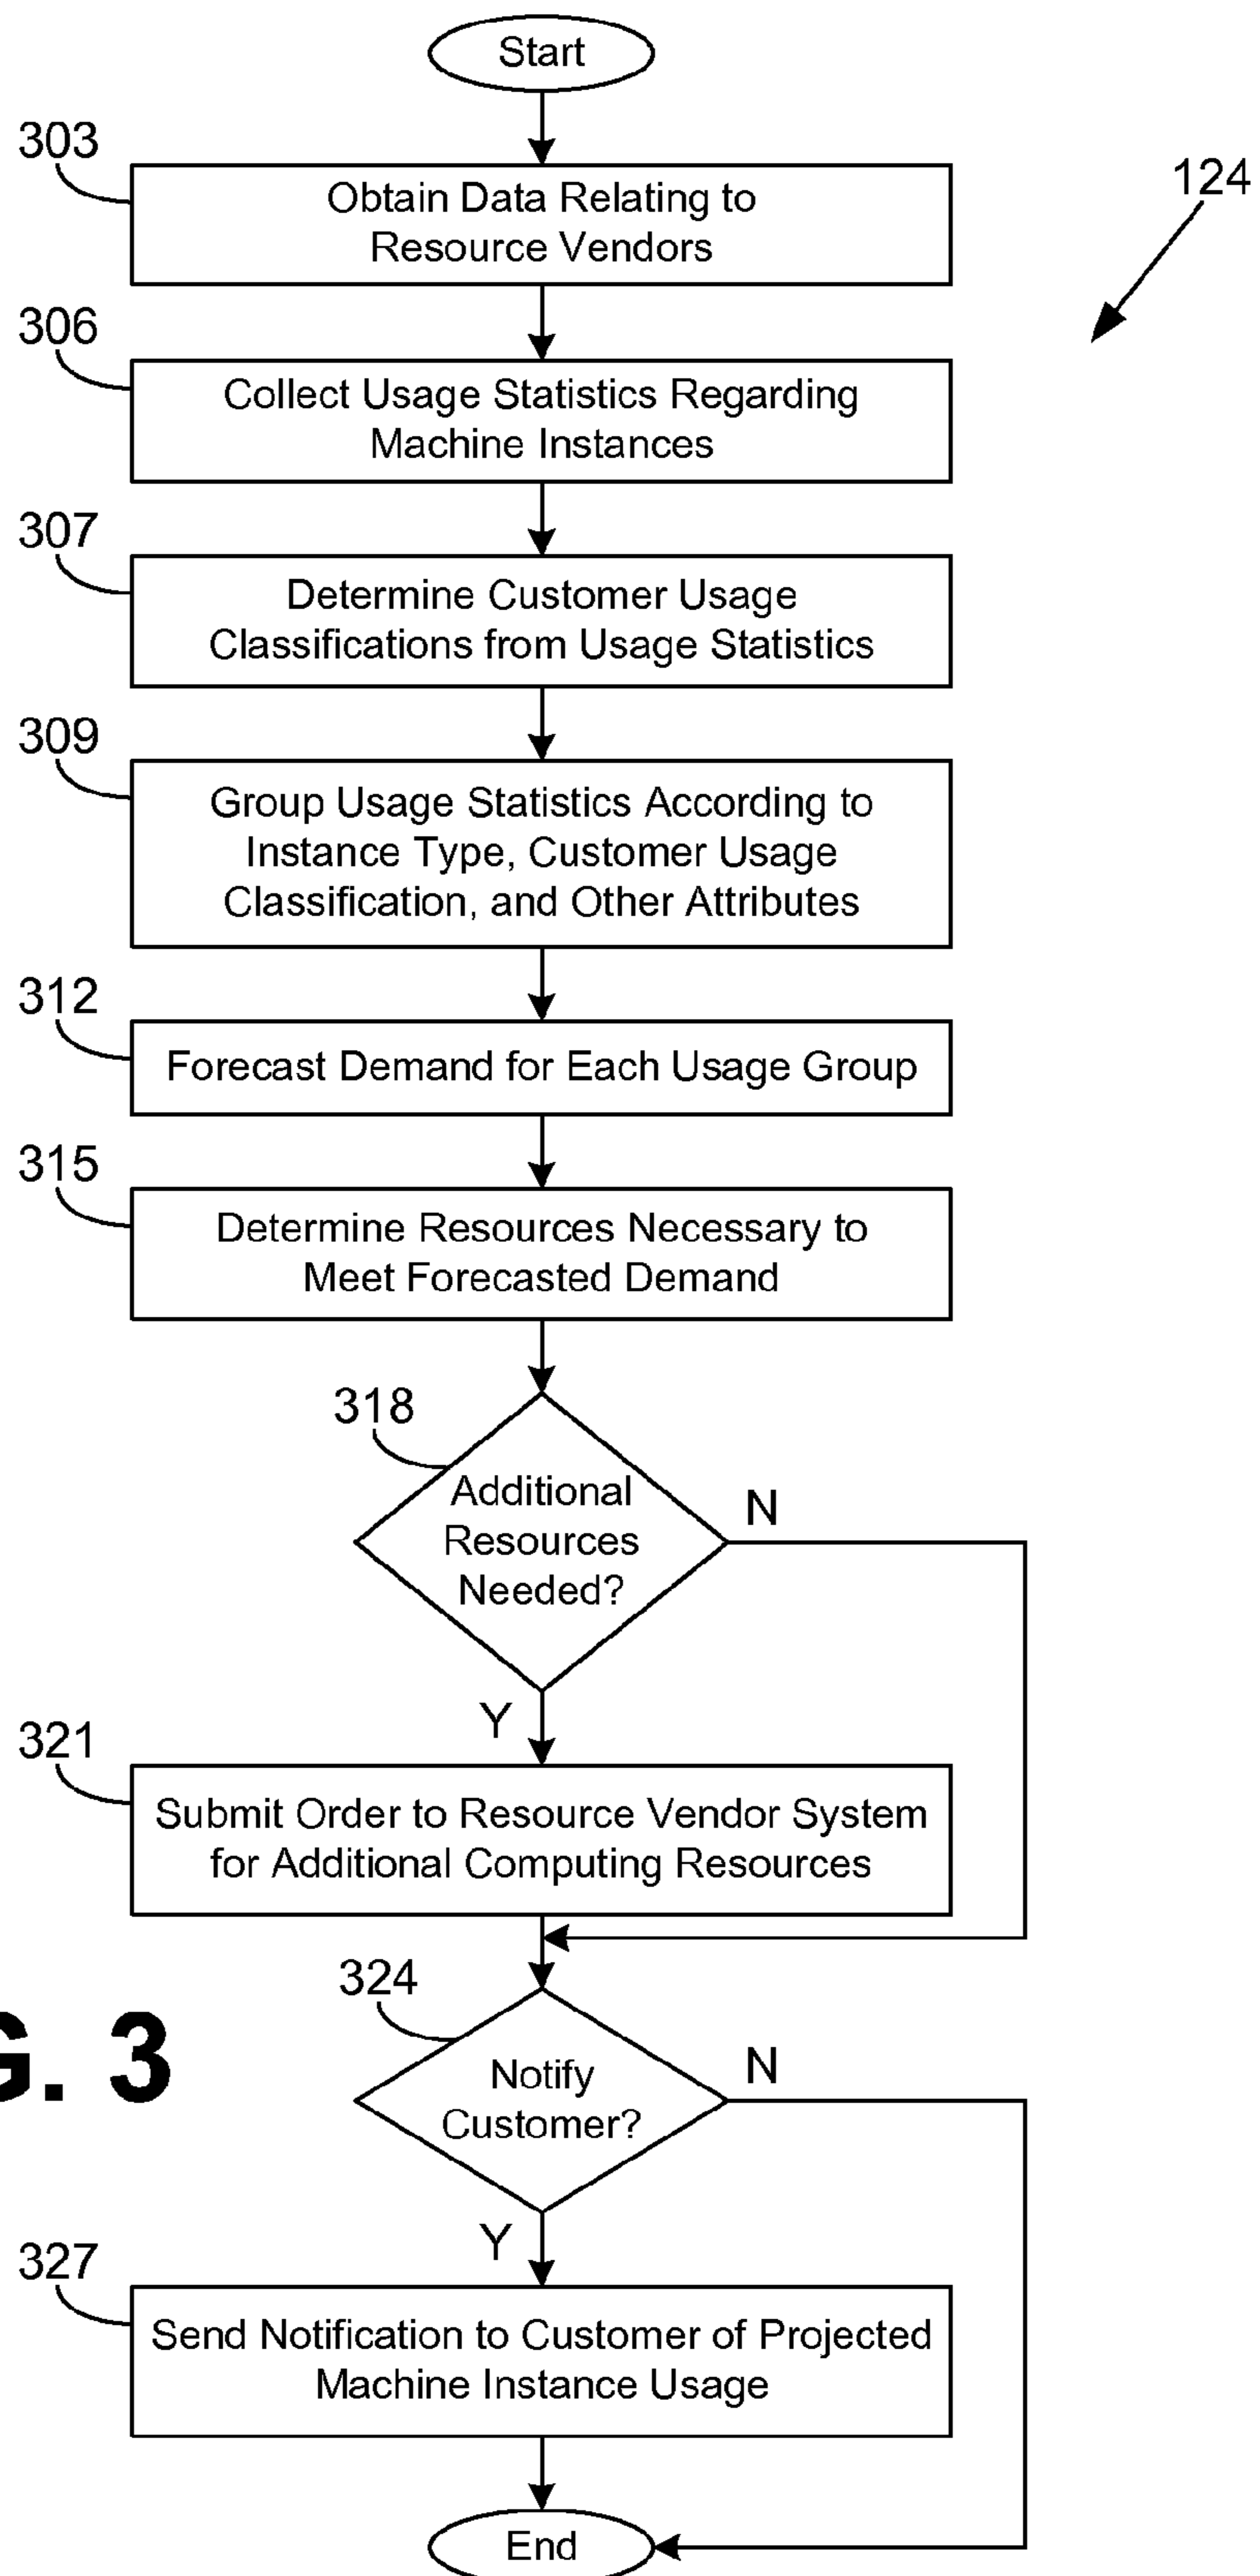 Start
303
Obtain Data Relating to
Resource Vendors
124
306
Collect Usage Statistics Regarding
Machine Instances
307
Determine Customer Usage
Classifications from Usage Statistics
309
Group Usage Statistics According to
Instance Type, Customer Usage
Classification, and Other Attributes
312
Forecast Demand for Each Usage Group
315
Determine Resources Necessary to
Meet Forecasted Demand
318
Additional
Resources
Needed?
N
Y
321
Submit Order to Resource Vendor System
for Additional Computing Resources
324
G. 3
Notify
Customer?
N
Y
327
Send Notification to Customer of Projected
Machine Instance Usage
End